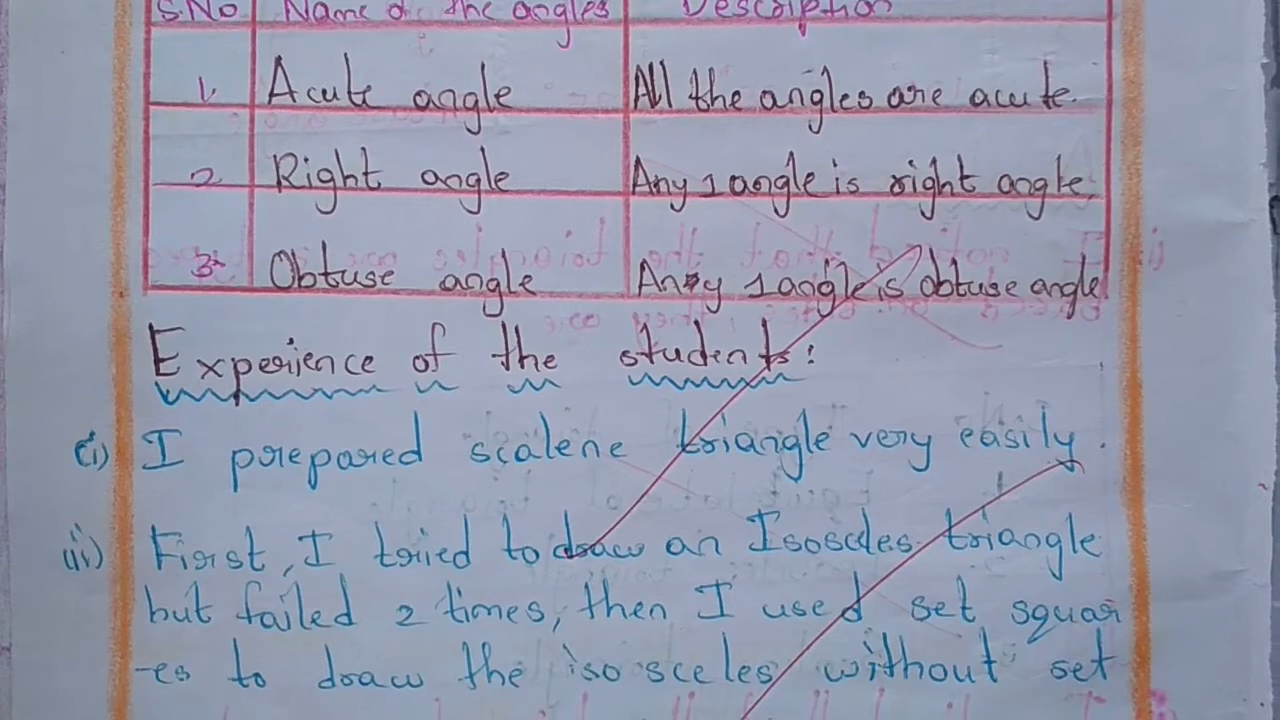 S.No Name of the angles Description
1. Acute angle All the angles are acute.
2. Right angle Any 1 angle is right angle.
3. Obtuse angle Any 1 angle is obtuse angle
Experience of the students:
(i) I prepared scalene triangle very easily.
(ii) First, I tried to draw an Isosceles triangle
but failed 2 times, then I used set squar
-es to draw the isosceles without set